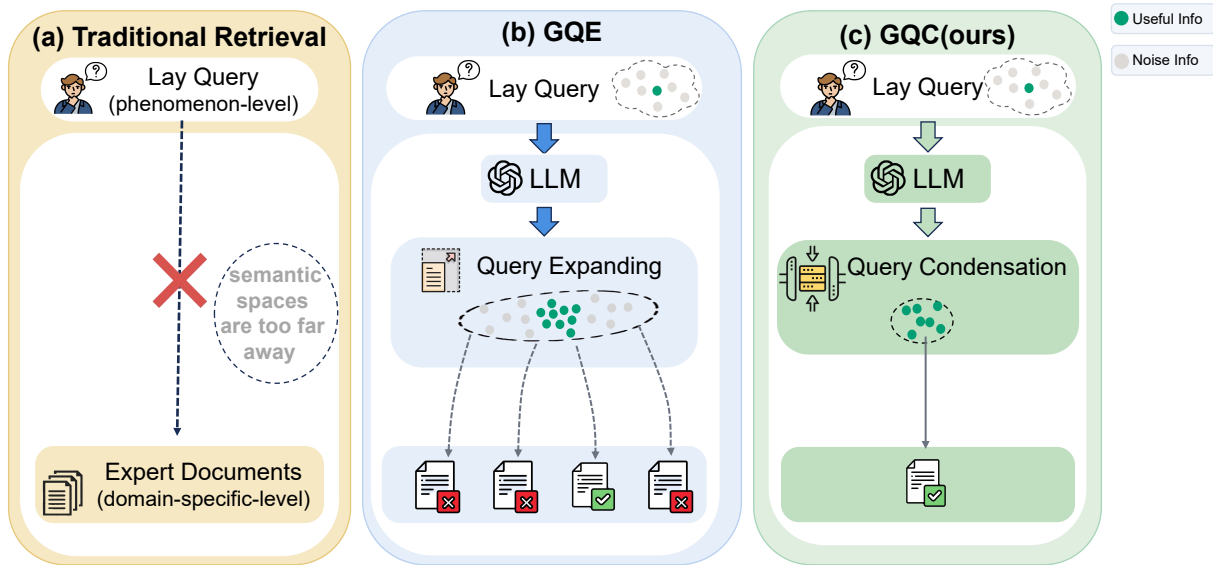 (a) Traditional Retrieval
Lay Query
(phenomenon-level)
?
semantic
spaces
are too far
away
Expert Documents
(domain-specific-level)
(b) GQE
?
Lay Query
LLM
Query Expanding
(c) GQC(ours)
?
Lay Query
LLM
Query Condensation
Useful Info
Noise Info